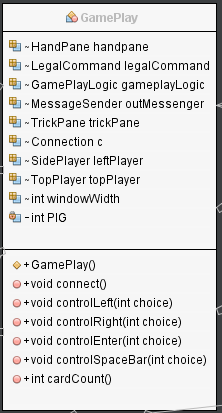 GamePlay
~HandPane handpane
~LegalCommand legalCommand
~GamePlayLogic gameplayLogic
~MessageSender outMessenger
~TrickPane trickPane
~Connection c
~SidePlayer leftPlayer
~TopPlayer topPlayer
~int windowWidth
~int PIG
+GamePlay()
+void connect()
+void controlLeft(int choice)
+void controlRight(int choice)
+void controlEnter(int choice)
+void controlSpaceBar(int choice)
+int cardCount()